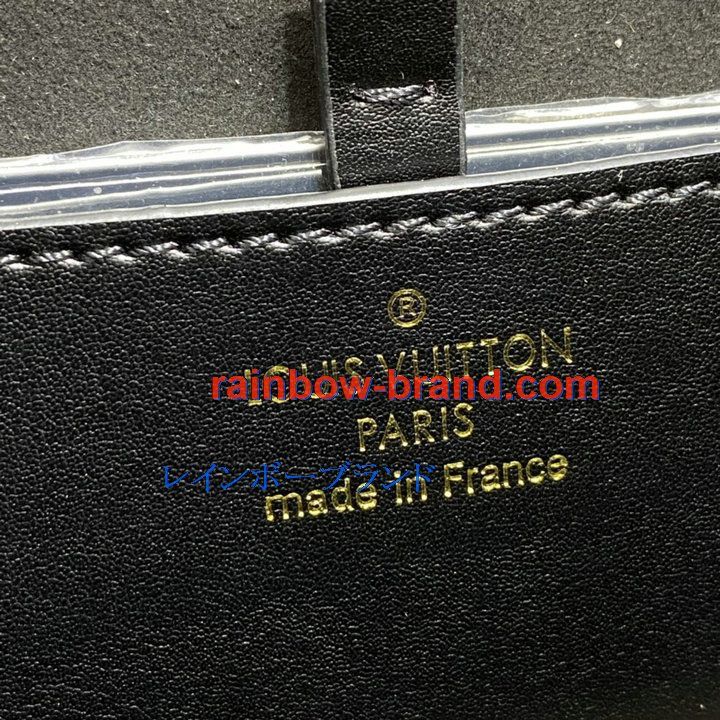 ®
LOUIS VUITTON
rainbow-brand.com
PARIS
レインボーブランド
made in France